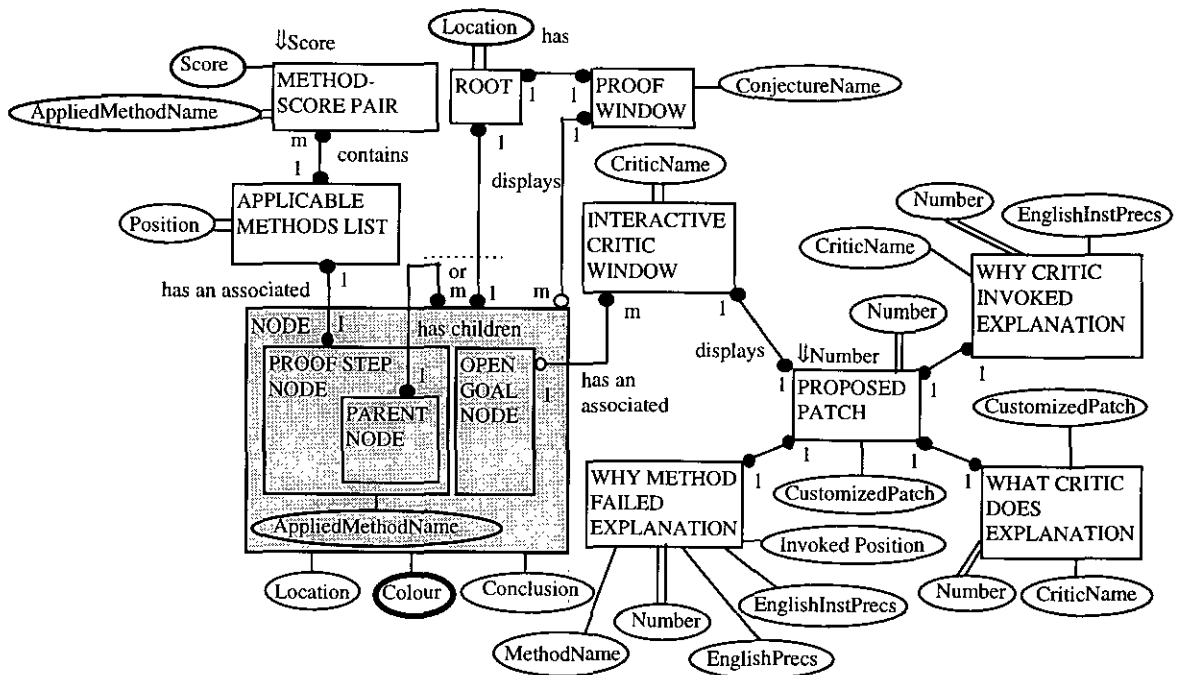 Location
has
⇓Score
Score
METHOD-
SCORE PAIR
ROOT
1
1
PROOF
WINDOW
ConjectureName
AppliedMethodName
m
1
1
1
contains
displays
CriticName
APPLICABLE
METHODS LIST
Position
INTERACTIVE
CRITIC
WINDOW
Number
EnglishInstPrecs
CriticName
WHY CRITIC
INVOKED
EXPLANATION
1
or
m
1
m
m
1
has an associated
NODE
1
has children
Number
displays
⇓Number
PROOF STEP
NODE
1
OPEN
GOAL
NODE
1
has an
associated
1
PROPOSED
PATCH
1
1
PARENT
NODE
CustomizedPatch
1
1
1
1
WHY METHOD
FAILED
EXPLANATION
CustomizedPatch
WHAT CRITIC
DOES
EXPLANATION
AppliedMethodName
Invoked Position
Location
Colour
Conclusion
Number
CriticName
EnglishInstPrecs
Number
MethodName
EnglishPrecs